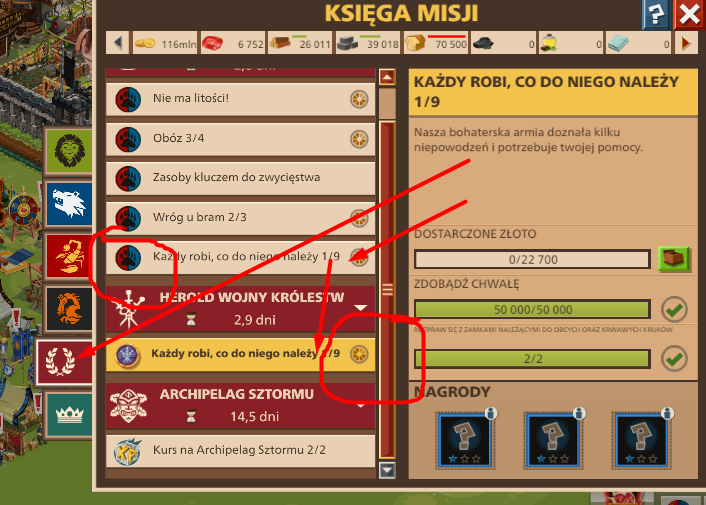 KSIĘGA MISJI
?
116mln
6 752
26 011
39 018
70 500
0
0
0
Nie ma litości!
Obóz 3/4
Zasoby kluczem do zwycięstwa
Wróg u bram 2/3
Każdy robi, co do niego należy 1/9
HEROLD WOJNY KRÓLESTW
2,9 dni
Każdy robi, co do niego należy 1/9
ARCHIPELAG SZTORMU
14,5 dni
XP
Kurs na Archipelag Sztormu 2/2
KAŻDY ROBI, CO DO NIEGO NALEŻY
1/9
Nasza bohaterska armia doznała kilku
niepowodzeń i potrzebuje twojej pomocy.
DOSTARCZONE ZŁOTO
0/22 700
ZDOBĄDŹ CHWAŁĘ
50 000/50 000
ROZPRAW SIĘ Z ZAMKAMI NALEŻĄCYMI DO OBCYCH ORAZ KRWAWYCH KRUKÓW
2/2
NAGRODY
? ? ?